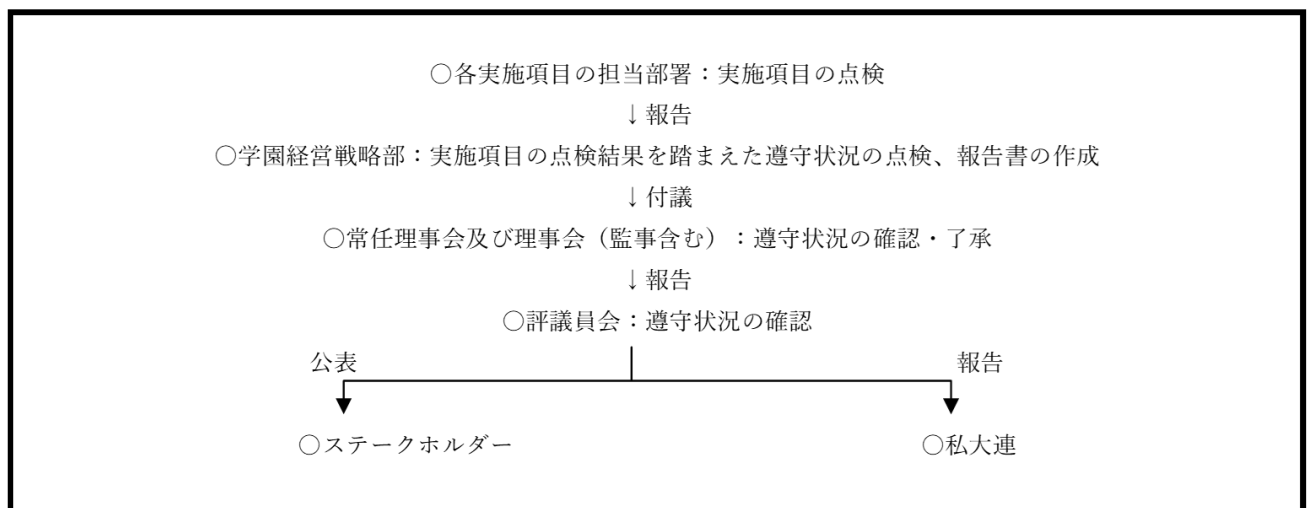 ○各実施項目の担当部署：実施項目の点検
↓報告
○学園経営戦略部：実施項目の点検結果を踏まえた遵守状況の点検、報告書の作成
↓付議
○常任理事会及び理事会（監事含む）：遵守状況の確認・了承
↓報告
○評議員会：遵守状況の確認
公表 報告
○ステークホルダー ○私大連